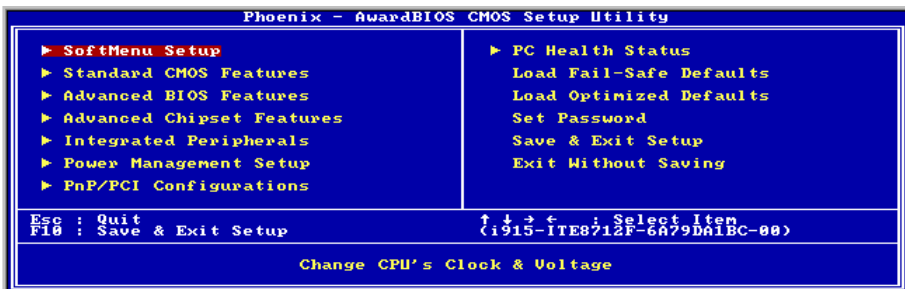 Phoenix - AwardBIOS CMOS Setup Utility
▶ SoftMenu Setup
▶ Standard CMOS Features
▶ Advanced BIOS Features
▶ Advanced Chipset Features
▶ Integrated Peripherals
▶ Power Management Setup
▶ PnP/PCI Configurations
▶ PC Health Status
Load Fail-Safe Defaults
Load Optimized Defaults
Set Password
Save & Exit Setup
Exit Without Saving
Esc : Quit
F10 : Save & Exit Setup
↑ ↓ → ← : Select Item
(i915-ITE8712F-6A79DA1BC-00)
Change CPU's Clock & Voltage